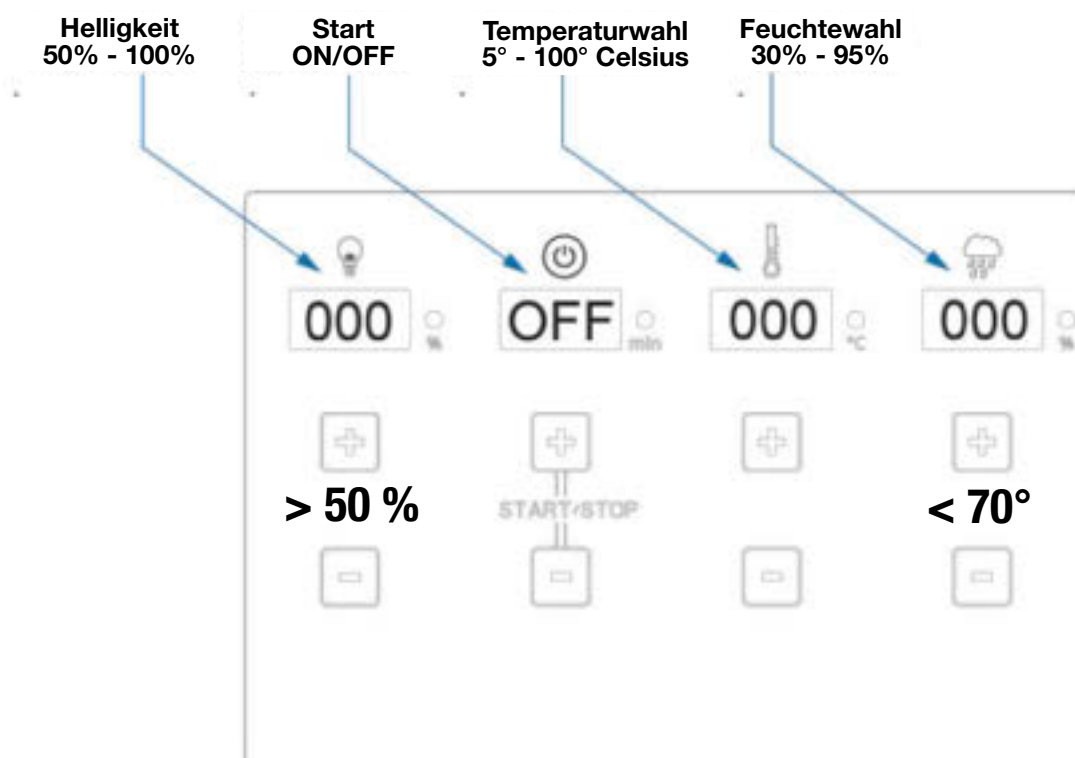 Helligkeit
50% - 100%
Start
ON/OFF
Temperaturwahl
5° - 100° Celsius
Feuchtewahl
30% - 95%
000
%
OFF
min
000
°C
000
%
> 50 %
START/STOP
< 70°